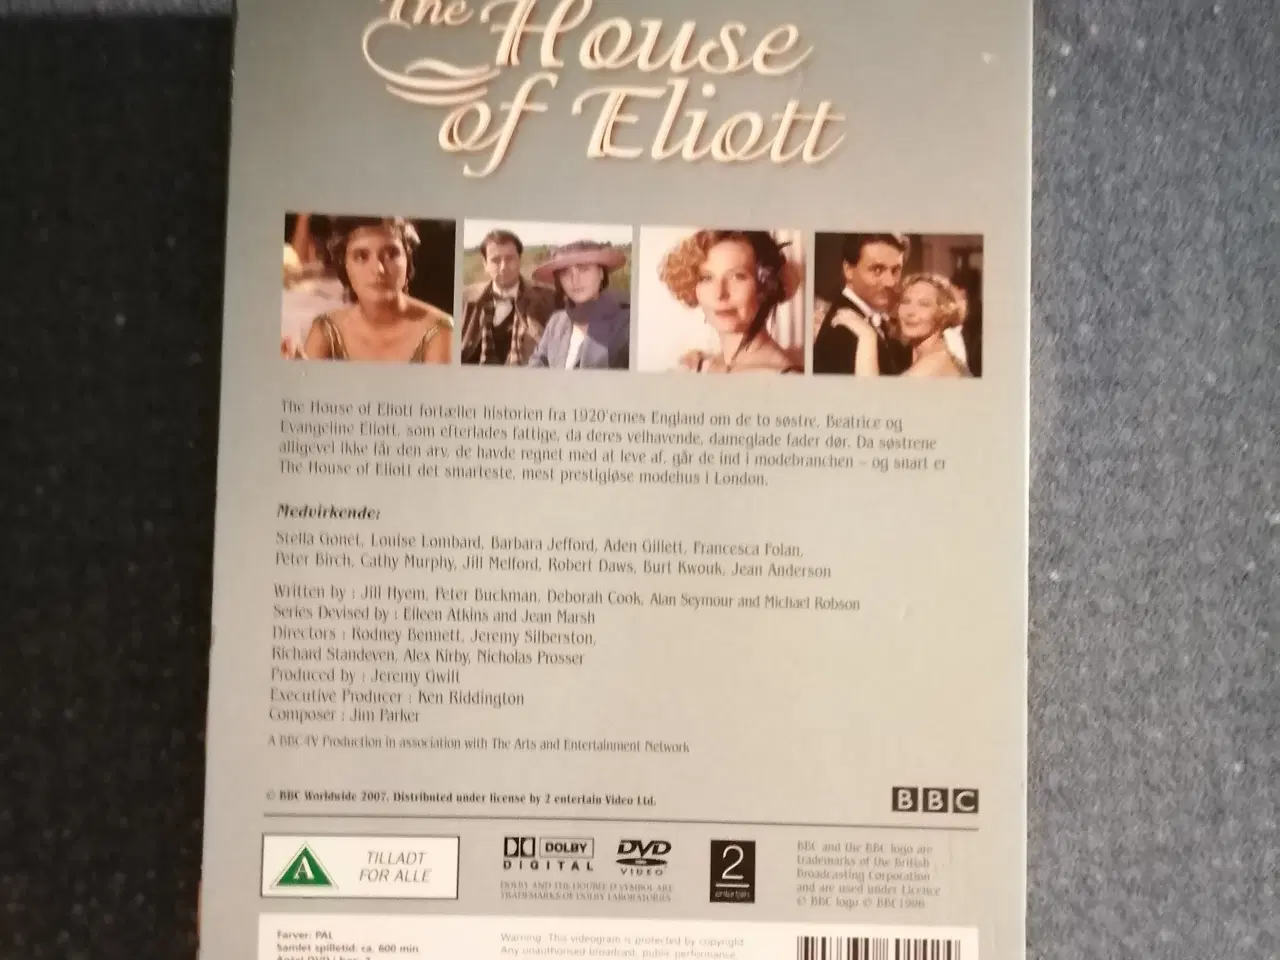 The House
of Eliott
The House of Eliott fortæller historien fra 1920'ernes England om de to søstre, Beatrice og
Evangeline Eliott, som efterlades fattige, da deres velhavende, dameglade fader dør. Da søstrene
alligevel ikke får den arv, de havde regnet med at leve af, går de ind i modebranchen – og snart er
The House of Eliott det smarteste, mest prestigiøse modehus i London.
Medvirkende:
Stella Gonet, Louise Lombard, Barbara Jefford, Aden Gillett, Francesca Folan,
Peter Birch, Cathy Murphy, Jill Melford, Robert Daws, Burt Kwouk, Jean Anderson
Written by : Jill Hyem, Peter Buckman, Deborah Cook, Alan Seymour and Michael Robson
Series Devised by : Eileen Atkins and Jean Marsh
Directors : Rodney Bennett, Jeremy Silberston,
Richard Standeven, Alex Kirby, Nicholas Prosser
Produced by : Jeremy Gwilt
Executive Producer : Ken Riddington
Composer : Jim Parker
A BBC-TV Production in association with The Arts and Entertainment Network
© BBC Worldwide 2007. Distributed under license by 2 entertain Video Ltd.
BBC
A TILLADT
FOR ALLE
DOLBY
DIGITAL
DOLBY AND THE DOUBLE D SYMBOL ARE
TRADEMARKS OF DOLBY LABORATORIES
DVD
VIDEO
2
entertain
BBC and the BBC logo are
trademarks of the British
Broadcasting Corporation
and are used under Licence
BBC logo © BBC 1996
Farver: PAL
Samlet spilletid: ca. 600 min
Warning: This videogram is protected by copyright.
Any unauthorised broadcast, public performance,